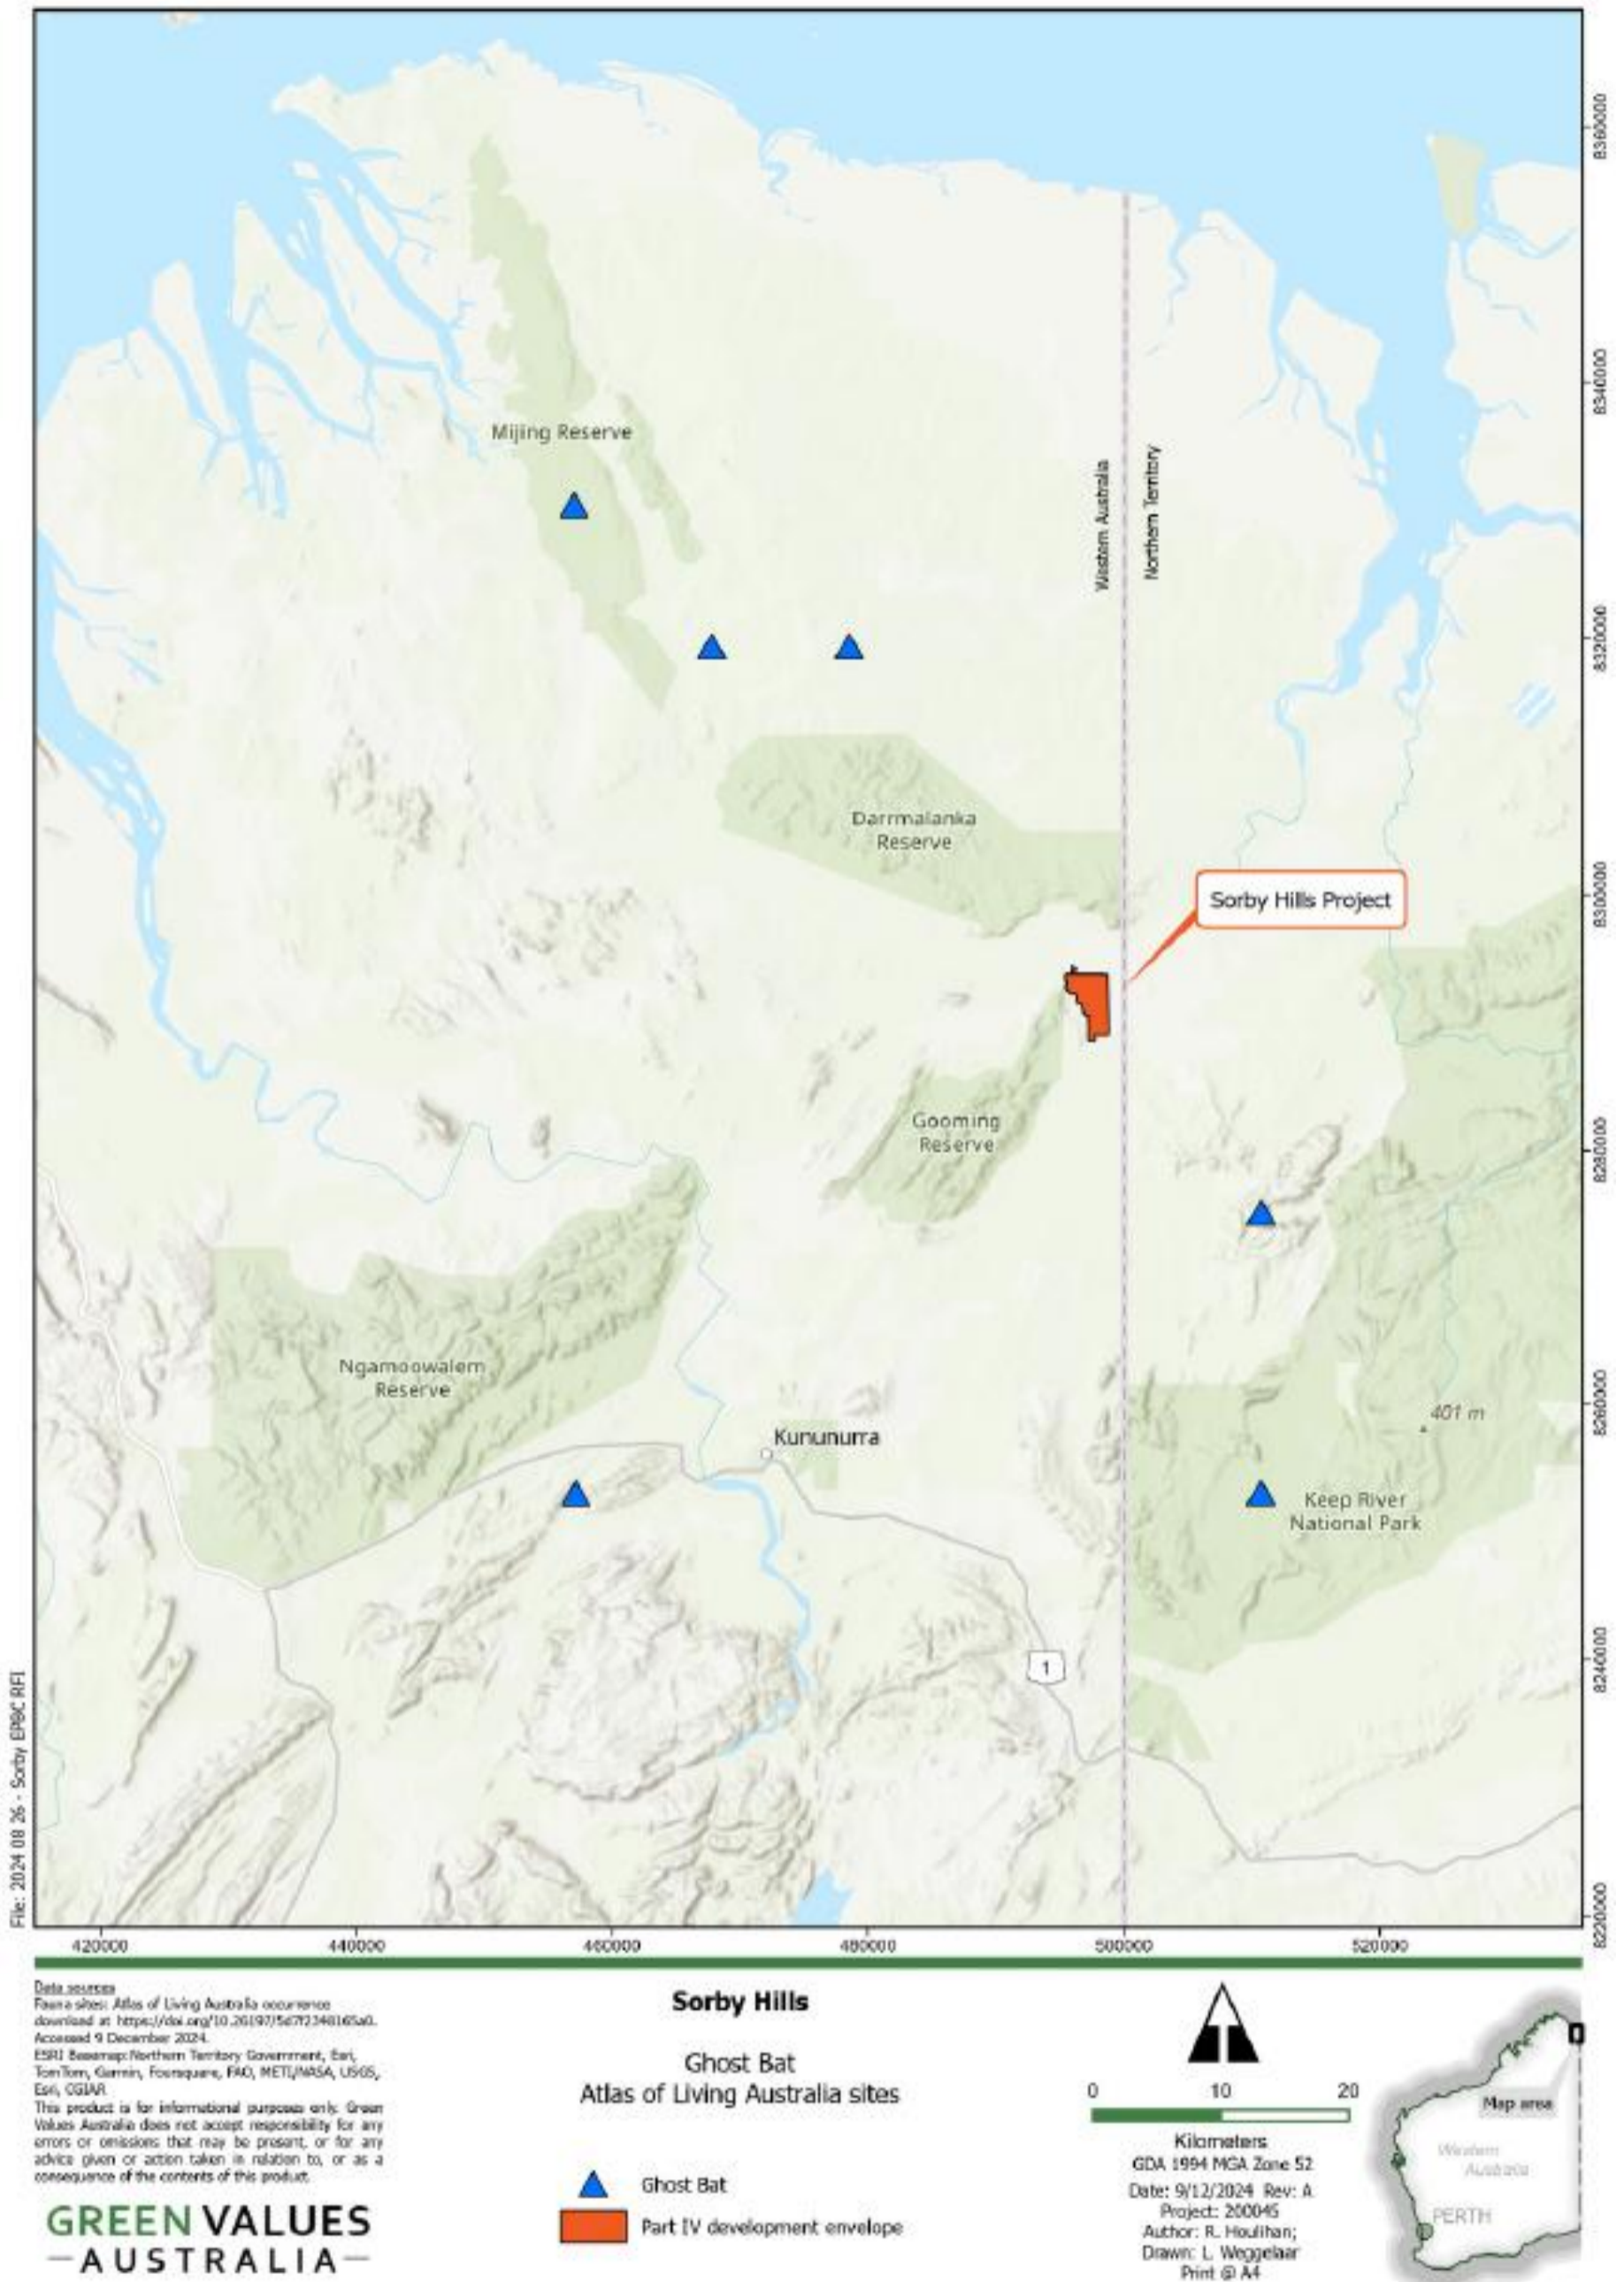 8360000
8340000
Mijing Reserve
Western Australia
Northern Territory
8320000
Darrmalanka
Reserve
8300000
Sorby Hills Project
Gooming
Reserve
8280000
Ngamoowalem
Reserve
8260000
401 m
Kununurra
Keep River
National Park
8240000
1
File: 2024 08 26 - Sorby EPBC RFI
8220000
420000
440000
460000
480000
500000
520000
Data sources
Fauna sites: Atlas of Living Australia occurrence
download at
Accessed 9 December 2024.
ESRI Basemap: Northern Territory Government, Esri,
TomTom, Garmin, Foursquare, FAO, METI/NASA, USGS,
Esri, CGIAR
This product is for informational purposes only. Green
Values Australia does not accept responsibility for any
errors or omissions that may be present, or for any
advice given or action taken in relation to, or as a
consequence of the contents of this product.
GREEN VALUES
AUSTRALIA
Sorby Hills
Ghost Bat
Atlas of Living Australia sites
Ghost Bat
Part IV development envelope
0 10 20
Kilometers
GDA 1994 MGA Zone 52
Date: 9/12/2024 Rev: A
Project: 200045
Author: R. Houlihan;
Drawn: L. Weggelaar
Print @ A4
Map area
Western
Australia
PERTH